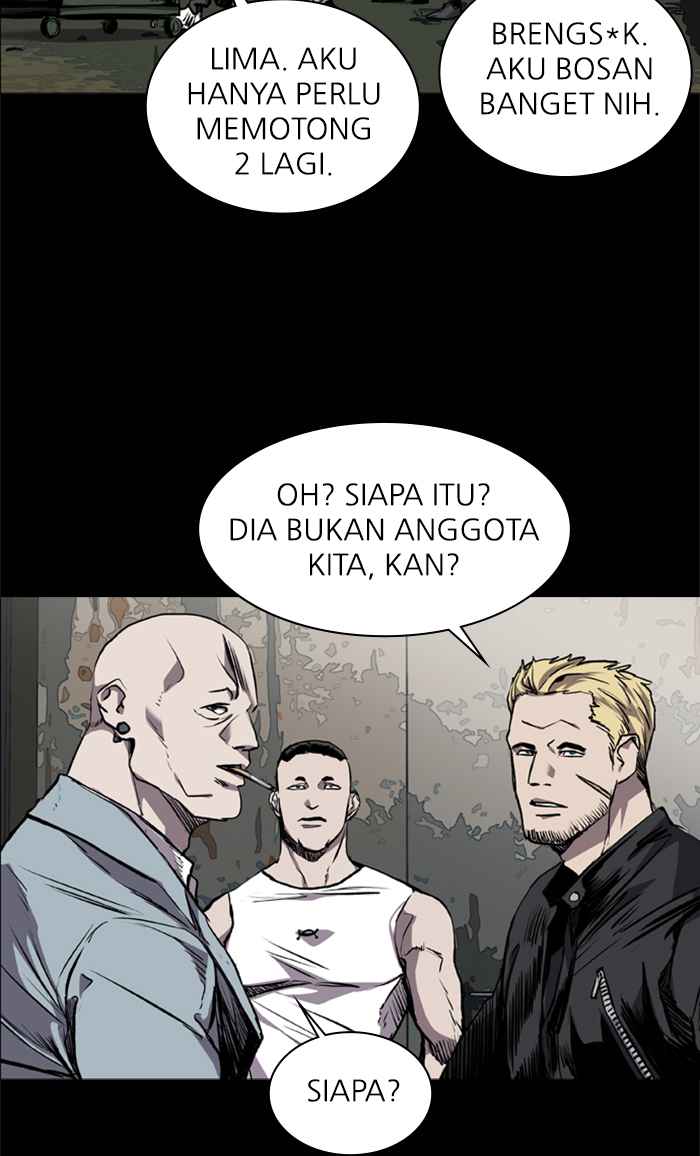 LIMA. AKU
HANYA PERLU
MEMOTONG
2 LAGI.
BRENGS*K.
AKU BOSAN
BANGET NIH.
OH? SIAPA ITU?
DIA BUKAN ANGGOTA
KITA, KAN?
SIAPA?